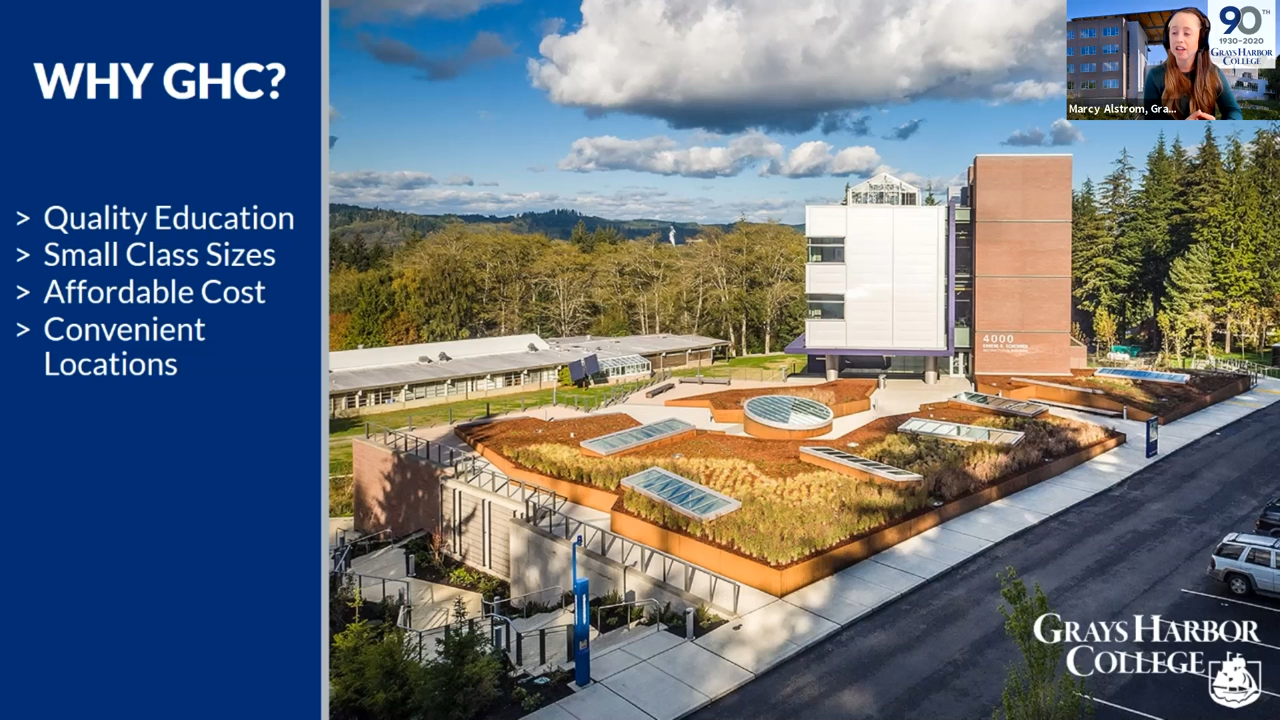 WHY GHC?
> Quality Education
> Small Class Sizes
> Affordable Cost
> Convenient
Locations
90TH
1930-2020
GRAYS HARBOR
COLLEGE
Marcy Alstrom, Gra...
4000
GRAYS HARBOR
COLLEGE